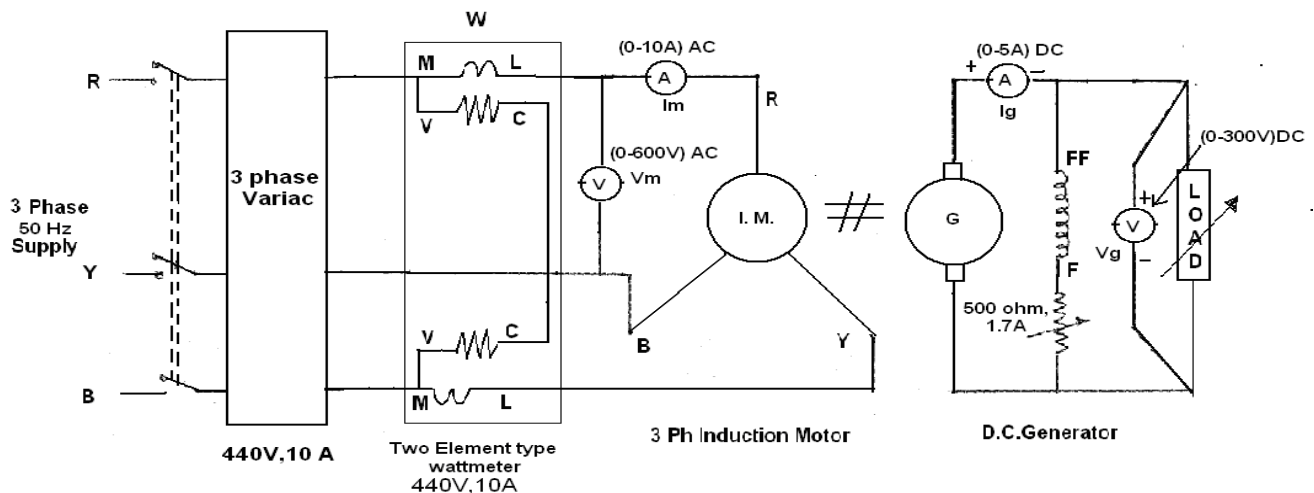 W
(0-10A) AC
(0-5A) DC
R
M
L
A
Im
R
+
A
-
Ig
V
C
(0-600V) AC
V
Vm
(0-300V)DC
3 phase
Variac
3 Phase
50 Hz
Supply
I. M.
G
FF
F
+
V
-
Vg
L
O
A
D
Y
500 ohm,
1.7A
V
C
B
Y
B
M
L
440V,10 A
Two Element type
wattmeter
440V,10A
3 Ph Induction Motor
D.C.Generator